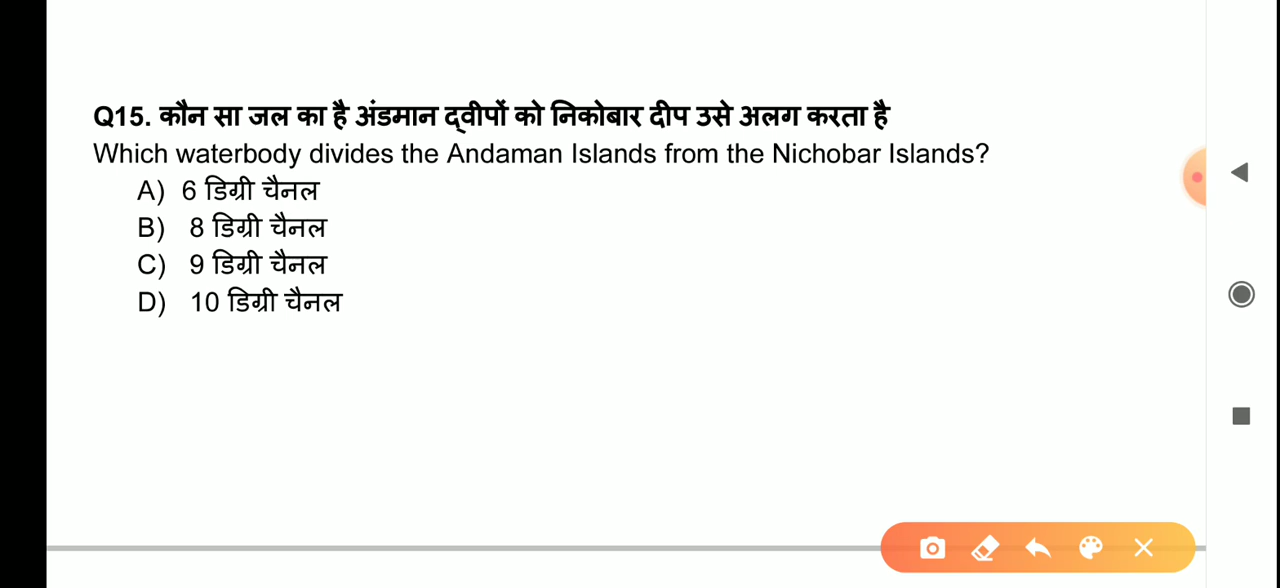 Q15. कौन सा जल का है अंडमान द्वीपों को निकोबार दीप उसे अलग करता है
Which waterbody divides the Andaman Islands from the Nichobar Islands?
A) 6 डिग्री चैनल
B) 8 डिग्री चैनल
C) 9 डिग्री चैनल
D) 10 डिग्री चैनल